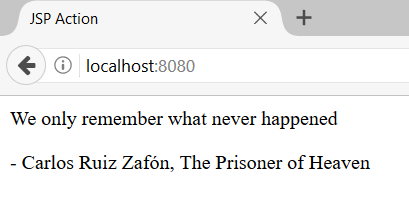 JSP Action
localhost:8080
We only remember what never happened
- Carlos Ruiz Zafón, The Prisoner of Heaven